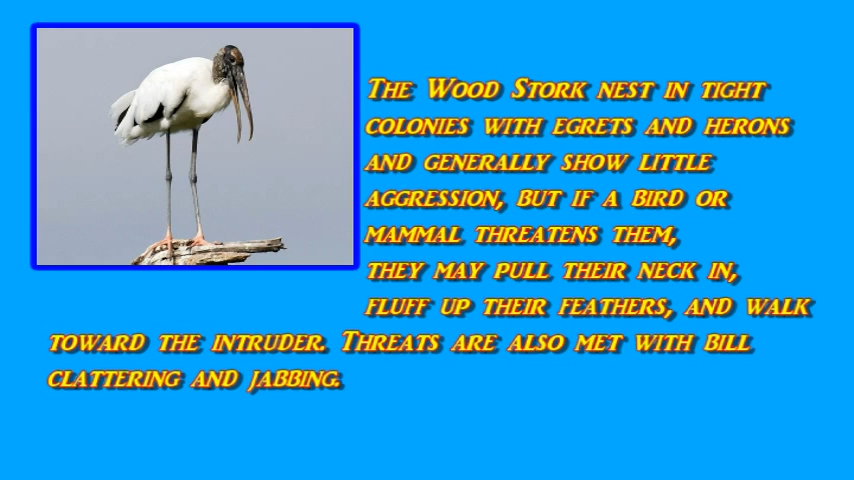 The Wood Stork nest in tight
colonies with egrets and herons
and generally show little
aggression, but if a bird or
mammal threatens them,
they may pull their neck in,
fluff up their feathers, and walk
toward the intruder. Threats are also met with bill
clattering and jabbing.